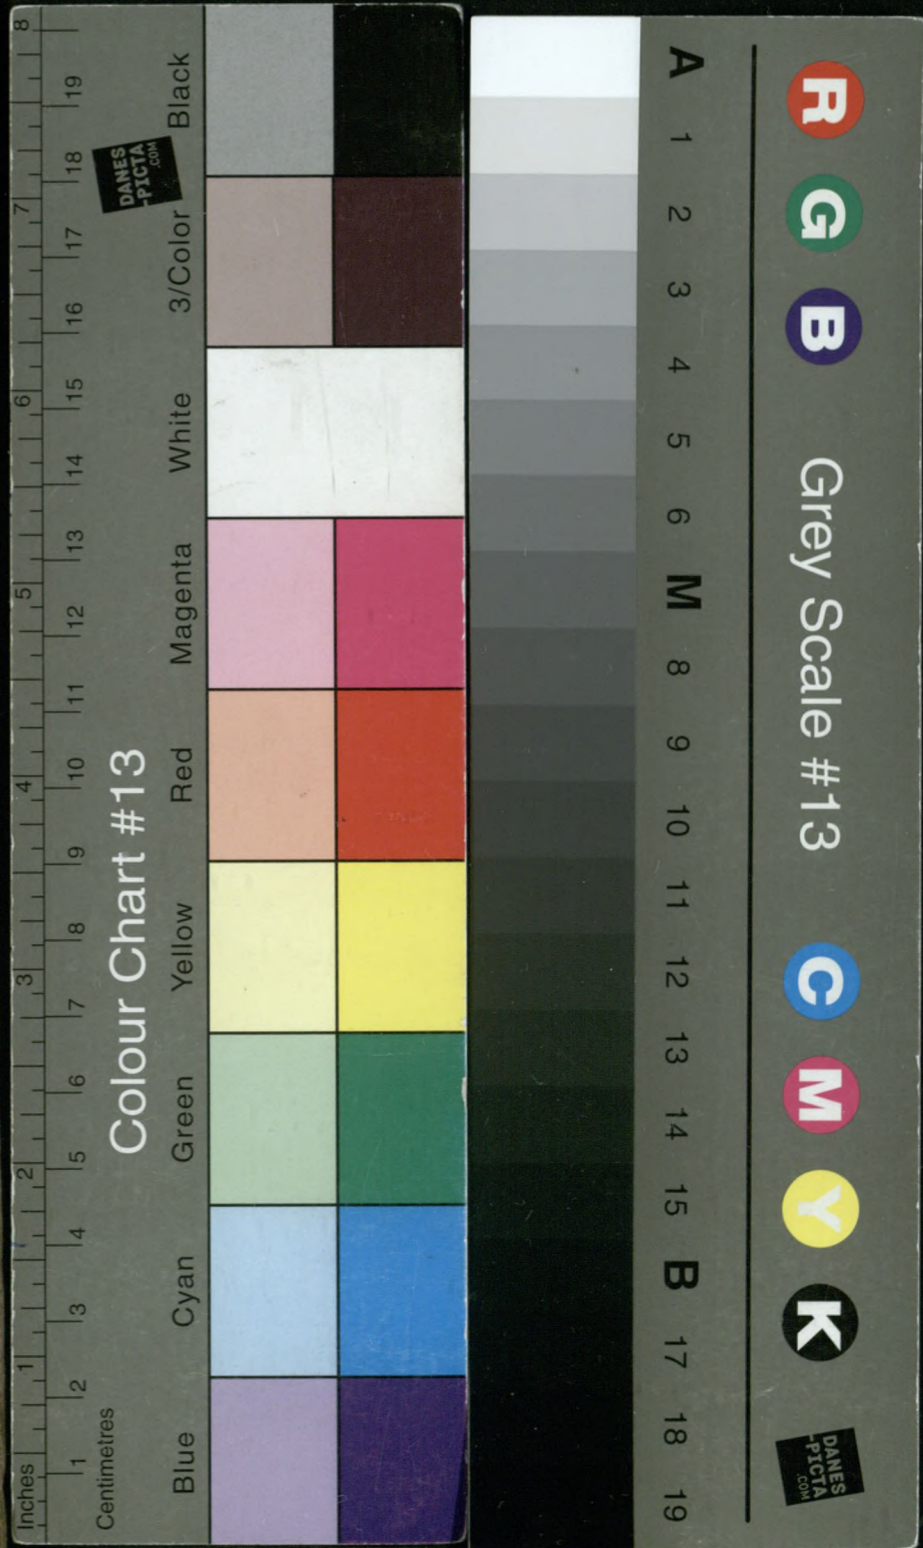 Inches 1 2 3 4 5 6 7 8
Centimetres 1 2 3 4 5 6 7 8 9 10 11 12 13 14 15 16 17 18 19
Colour Chart #13
DANES
-PICTA
.COM
Blue Cyan Green Yellow Red Magenta White 3/Color Black
R G B Grey Scale #13 C M Y K
DANES
-PICTA
.COM
A 1 2 3 4 5 6 M 8 9 10 11 12 13 14 15 B 17 18 19